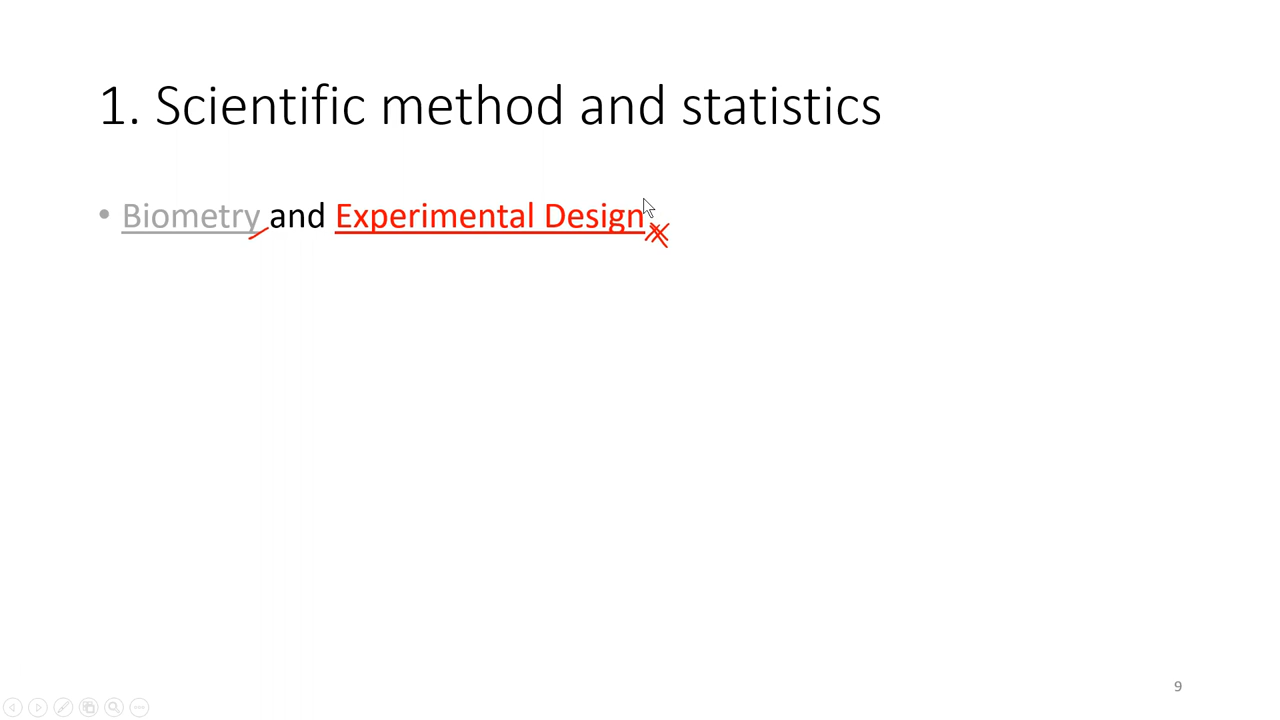 1. Scientific method and statistics
• Biometry and Experimental Design
9